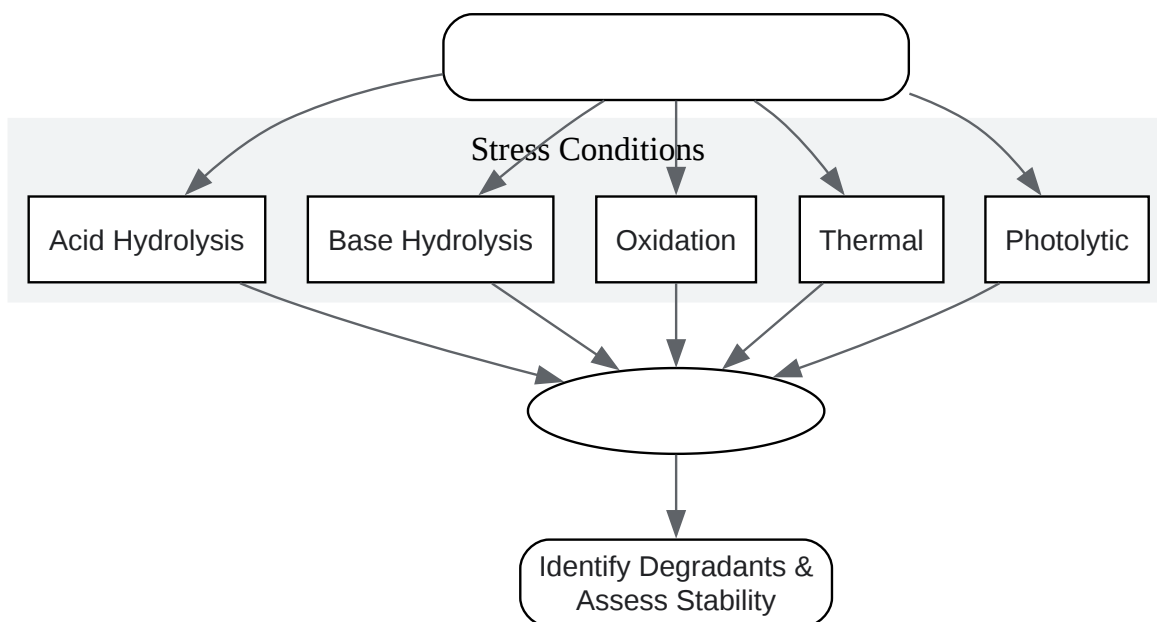 Stress Conditions
Acid Hydrolysis
Base Hydrolysis
Oxidation
Thermal
Photolytic
Identify Degradants &
Assess Stability